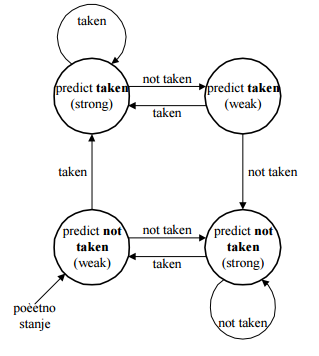 taken
predict taken
(strong)
not taken
taken
predict taken
(weak)
taken
not taken
predict not
taken
(weak)
not taken
taken
predict not
taken
(strong)
poèetno
stanje
not taken